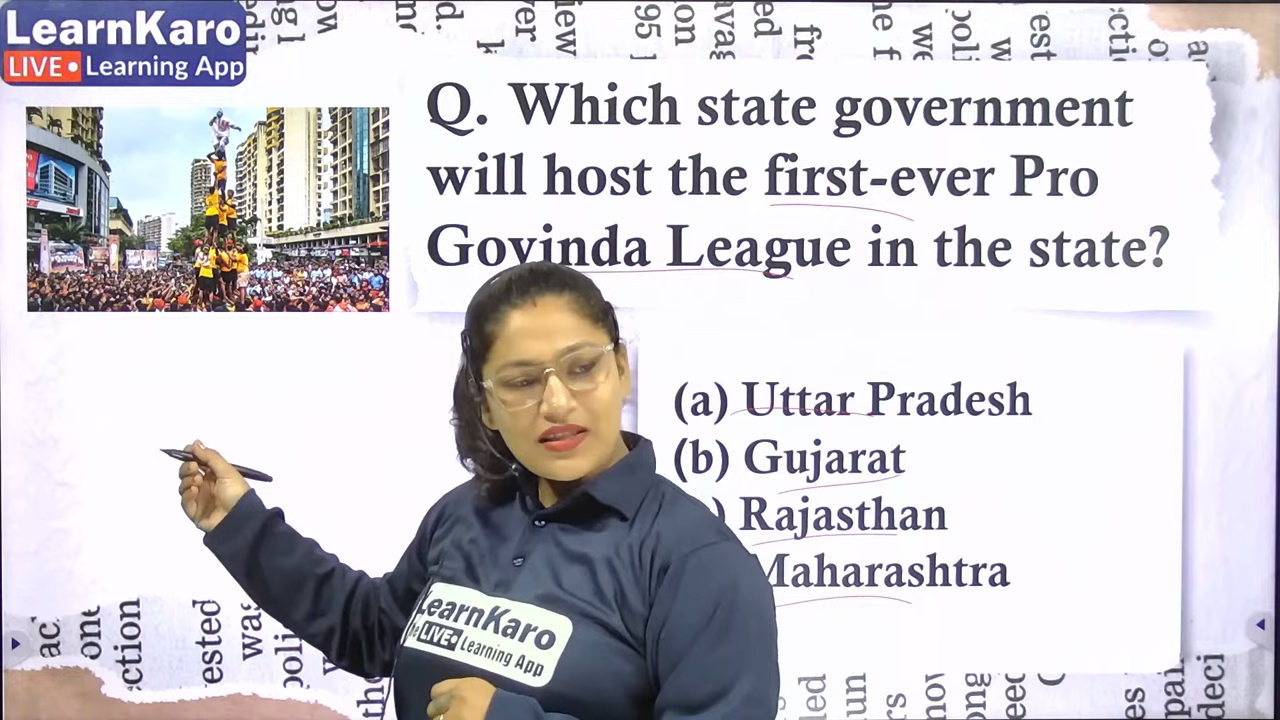 LearnKaro
LIVE • Learning App
Q. Which state government
will host the first-ever Pro
Govinda League in the state?
(a) Uttar Pradesh
(b) Gujarat
) Rajasthan
Maharashtra
LearnKaro
LIVE• Learning App